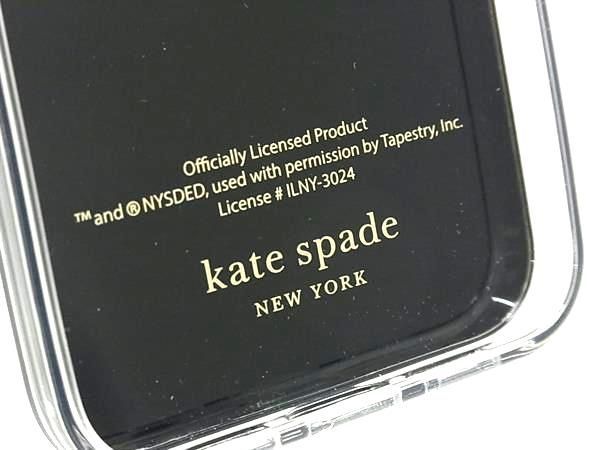 Officially Licensed Product
™ and ® NYSDED, used with permission by Tapestry, Inc.
License # ILNY-3024
kate spade
NEW YORK